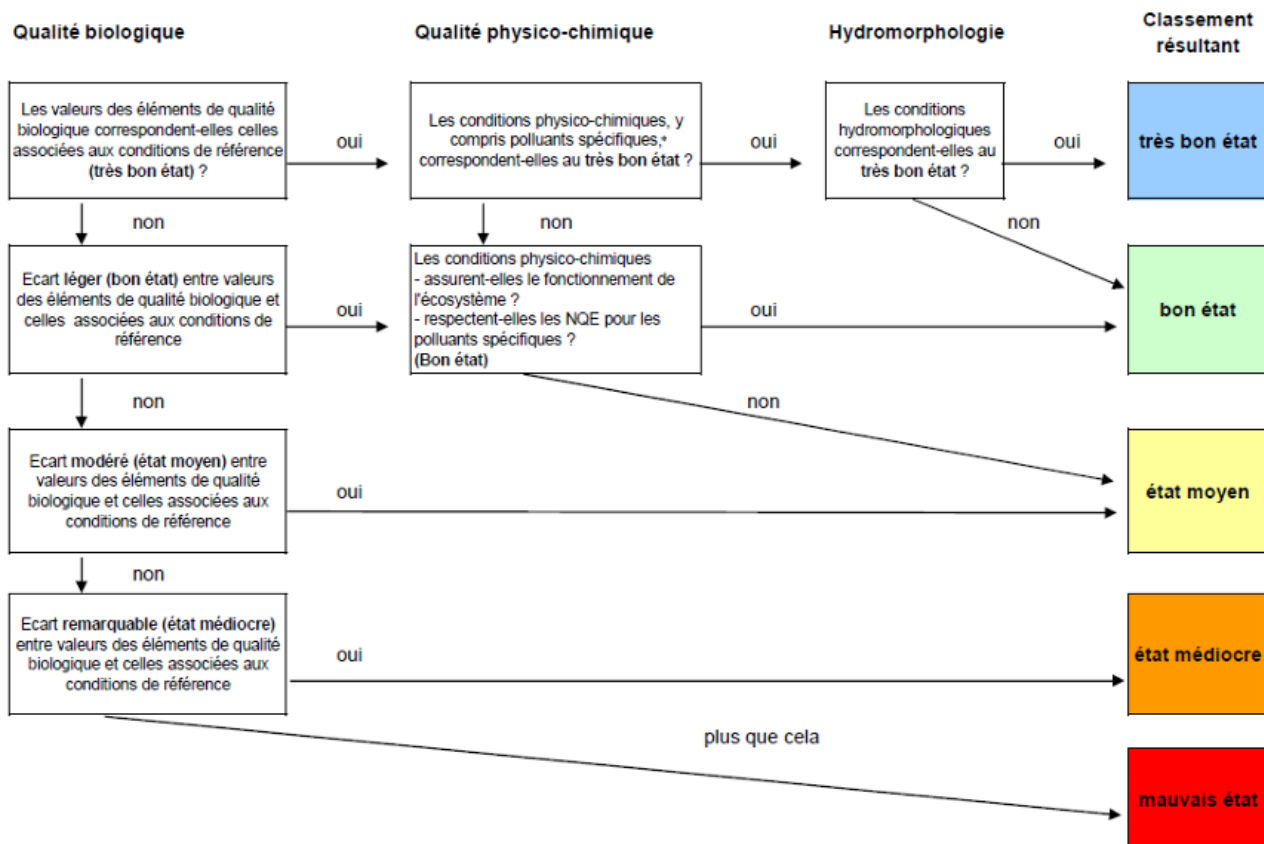 Qualité biologique
Qualité physico-chimique
Hydromorphologie
Classement
résultant
Les valeurs des éléments de qualité
biologique correspondent-elles celles
associées aux conditions de référence
(très bon état) ?
oui
Les conditions physico-chimiques, y
compris polluants spécifiques,*
correspondent-elles au très bon état ?
oui
Les conditions
hydromorphologiques
correspondent-elles au
très bon état ?
oui
très bon état
non
non
non
Ecart léger (bon état) entre valeurs
des éléments de qualité biologique et
celles associées aux conditions de
référence
oui
Les conditions physico-chimiques
- assurent-elles le fonctionnement de
l'écosystème ?
- respectent-elles les NQE pour les
polluants spécifiques ?
(Bon état)
oui
bon état
non
non
Ecart modéré (état moyen) entre
valeurs des éléments de qualité
biologique et celles associées aux
conditions de référence
oui
état moyen
non
Ecart remarquable (état médiocre)
entre valeurs des éléments de qualité
biologique et celles associées aux
conditions de référence
oui
état médiocre
plus que cela
mauvais état